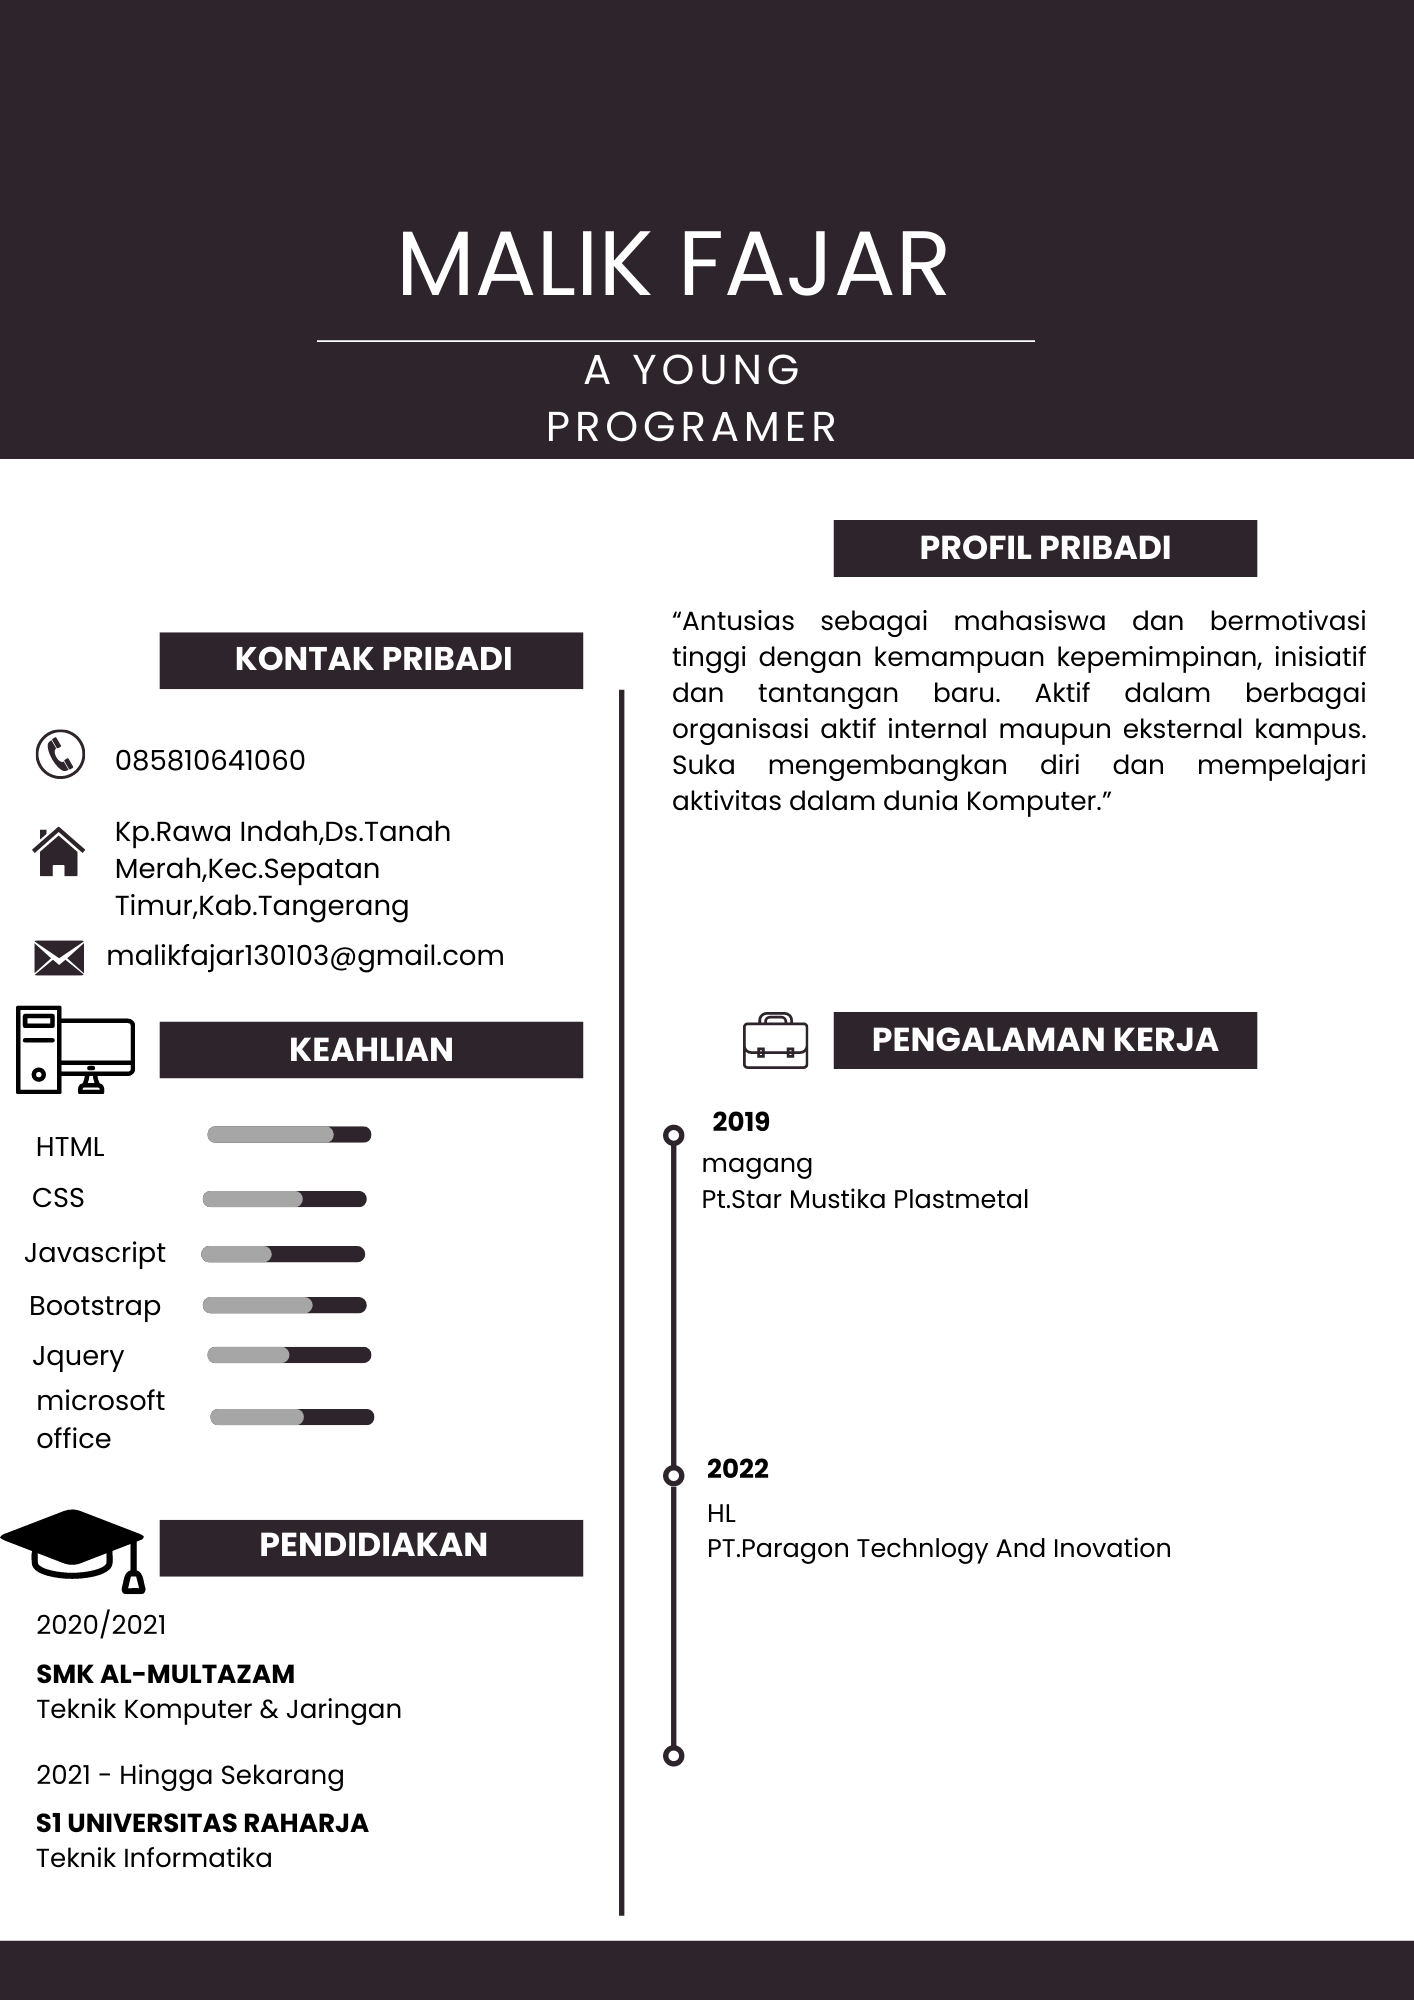 MALIK FAJAR
A YOUNG
PROGRAMER
KONTAK PRIBADI
085810641060
Kp.Rawa Indah,Ds.Tanah
Merah,Kec.Sepatan
Timur,Kab.Tangerang
malikfajar130103@gmail.com
KEAHLIAN
HTML
CSS
Javascript
Bootstrap
Jquery
microsoft
office
PENDIDIAKAN
2020/2021
SMK AL-MULTAZAM
Teknik Komputer & Jaringan
2021 - Hingga Sekarang
S1 UNIVERSITAS RAHARJA
Teknik Informatika
PROFIL PRIBADI
“Antusias sebagai mahasiswa dan bermotivasi
tinggi dengan kemampuan kepemimpinan, inisiatif
dan tantangan baru. Aktif dalam berbagai
organisasi aktif internal maupun eksternal kampus.
Suka mengembangkan diri dan mempelajari
aktivitas dalam dunia Komputer.”
PENGALAMAN KERJA
2019
magang
Pt.Star Mustika Plastmetal
2022
HL
PT.Paragon Technlogy And Inovation